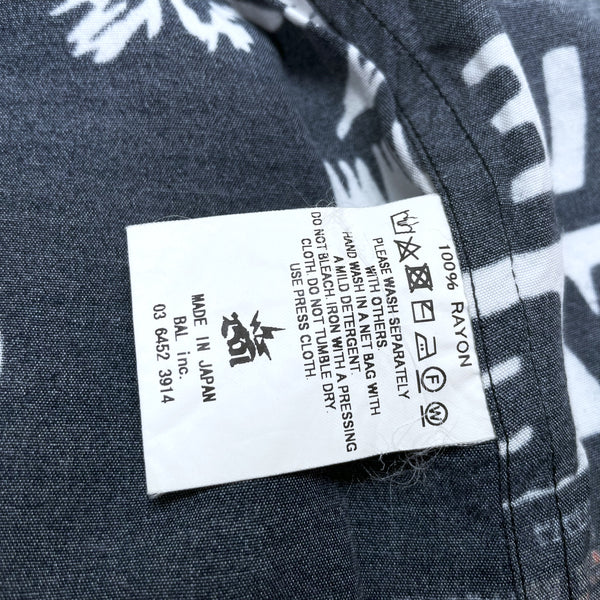 100% RAYON
PLEASE WASH SEPARATELY
WITH OTHERS
HAND WASH IN A NET BAG WITH
A MILD DETERGENT.
DO NOT BLEACH. IRON WITH A PRESSING
CLOTH. DO NOT TUMBLE DRY.
USE PRESS CLOTH.
MADE IN JAPAN
BAL inc.
03 6452 3914